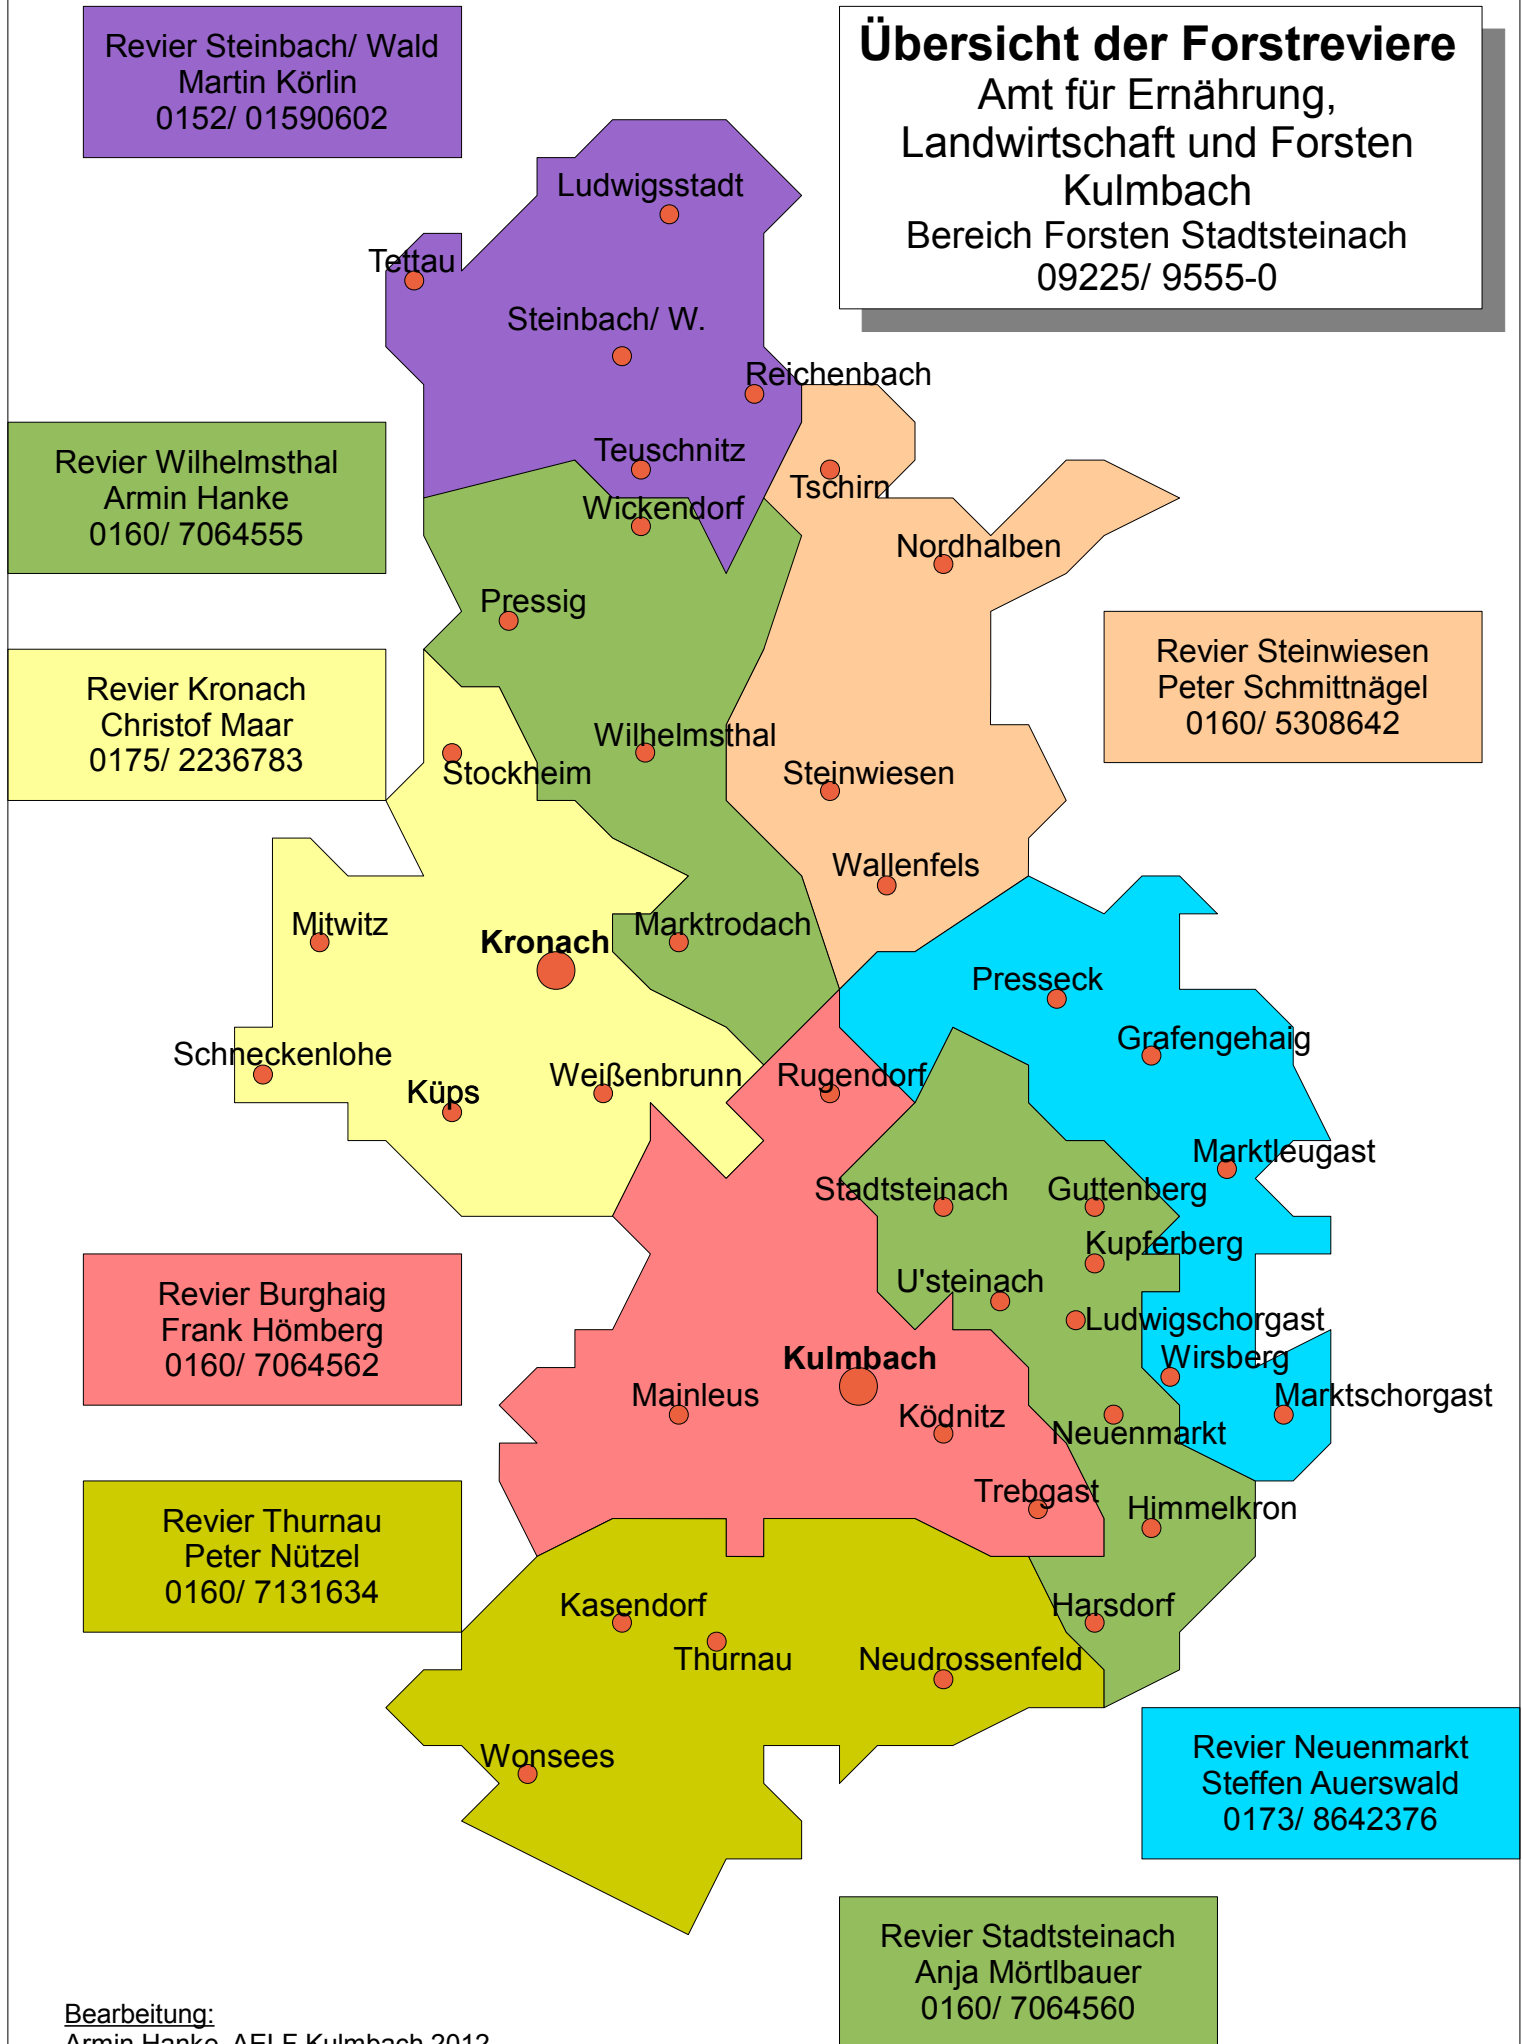 Revier Steinbach/ Wald
Martin Körlin
0152/ 01590602
Übersicht der Forstreviere
Amt für Ernährung,
Landwirtschaft und Forsten
Kulmbach
Bereich Forsten Stadtsteinach
09225/ 9555-0
Ludwigsstadt
Tettau
Steinbach/ W.
Reichenbach
Teuschnitz
Tschirn
Wickendorf
Nordhalben
Revier Wilhelmsthal
Armin Hanke
0160/ 7064555
Pressig
Revier Kronach
Christof Maar
0175/ 2236783
Revier Steinwiesen
Peter Schmittnägel
0160/ 5308642
Wilhelmsthal
Stockheim
Steinwiesen
Wallenfels
Mitwitz
Kronach
Marktrodach
Presseck
Grafengehaig
Schneckenlohe
Küps
Weißenbrunn
Rugendorf
Marktleugast
Stadtsteinach
Guttenberg
Kupferberg
U'steinach
Ludwigschorgast
Wirsberg
Revier Burghaig
Frank Hömberg
0160/ 7064562
Kulmbach
Mainleus
Ködnitz
Marktschorgast
Neuenmarkt
Trebgast
Himmelkron
Revier Thurnau
Peter Nützel
0160/ 7131634
Kasendorf
Thurnau
Neudrossenfeld
Harsdorf
Wonsees
Revier Neuenmarkt
Steffen Auerswald
0173/ 8642376
Revier Stadtsteinach
Anja Mörtlbauer
0160/ 7064560
Bearbeitung:
Armin Hanke, AELF Kulmbach 2012